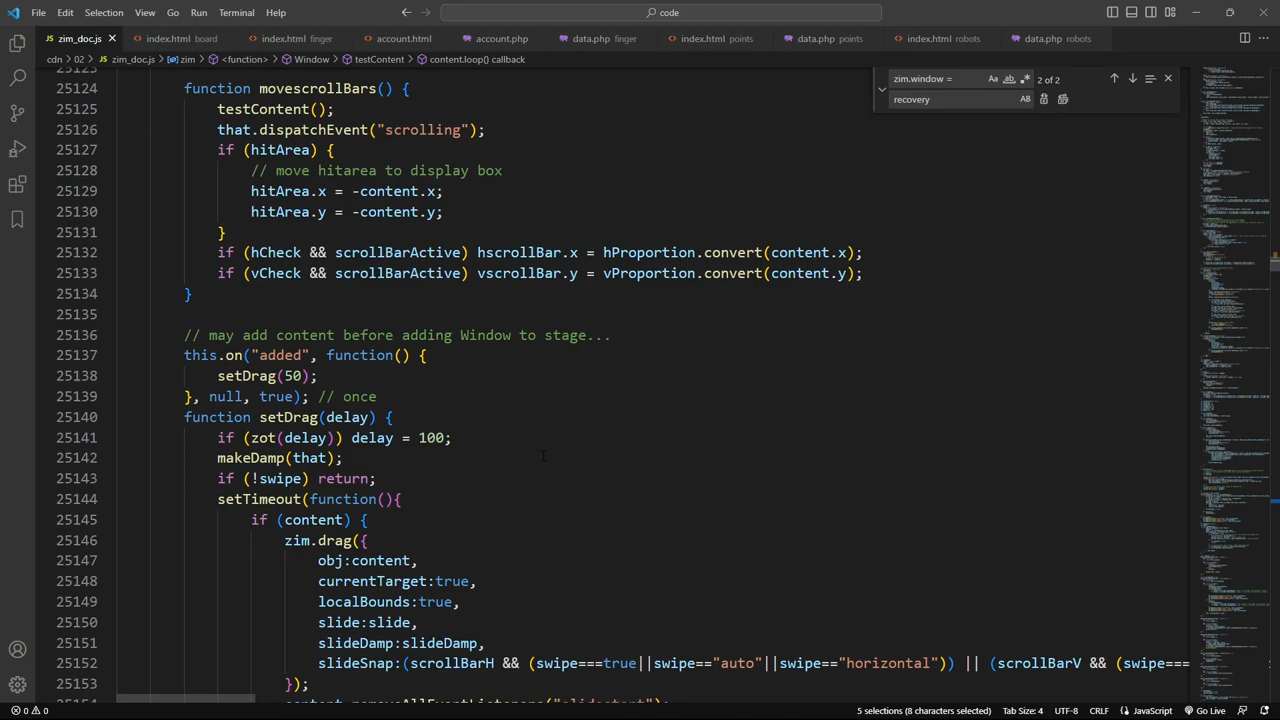 File Edit Selection View Go Run Terminal Help
code
zim_doc.js
index.html board
index.html finger
account.html
account.php
data.php finger
index.html points
data.php points
index.html robots
data.php robots
cdn > 02 > zim_doc.js > zim > <function> > Window > testContent > content.loop() callback
zim.window =
Aa
ab
2 of 2
recovery
AB
25124 function movescrollBars() {
25125 testContent();
25126 that.dispatchEvent("scrolling");
25127 if (hitArea) {
25128 // move hitarea to display box
25129 hitArea.x = -content.x;
25130 hitArea.y = -content.y;
25131 }
25132 if (hCheck && scrollBarActive) hscrollBar.x = hProportion.convert(content.x);
25133 if (vCheck && scrollBarActive) vscrollBar.y = vProportion.convert(content.y);
25134 }
25135
25136 // may add content before adding Window to stage...
25137 this.on("added", function() {
25138 setDrag(50);
25139 }, null, true); // once
25140 function setDrag(delay) {
25141 if (zot(delay)) delay = 100;
25142 makeDamp(that);
25143 if (!swipe) return;
25144 setTimeout(function(){
25145 if (content) {
25146 zim.drag({
25147 obj:content,
25148 currentTarget:true,
25149 localBounds:true,
25150 slide:slide,
25151 slideDamp:slideDamp,
25152 slideSnap:(scrollBarH && (swipe===true||swipe=="auto"||swipe=="horizontal")) || (scrollBarV && (swipe===
25153 });
0 0
5 selections (8 characters selected) Tab Size: 4 UTF-8 CRLF {} JavaScript Go Live